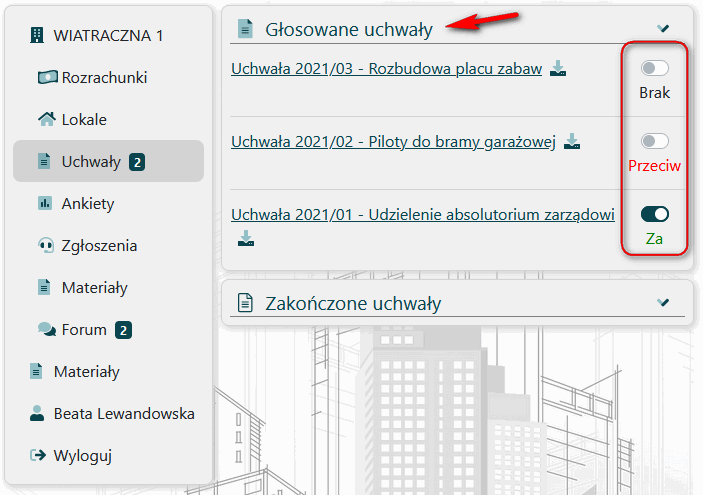 WIATRACZNA 1
Rozrachunki
Lokale
Uchwały 2
Ankiety
Zgłoszenia
Materiały
Forum 2
Materiały
Beata Lewandowska
Wyloguj
Głosowane uchwały
Uchwała 2021/03 - Rozbudowa placu zabaw
Brak
Uchwała 2021/02 - Piloty do bramy garażowej
Przeciw
Uchwała 2021/01 - Udzielenie absolutorium zarządowi
Za
Zakończone uchwały